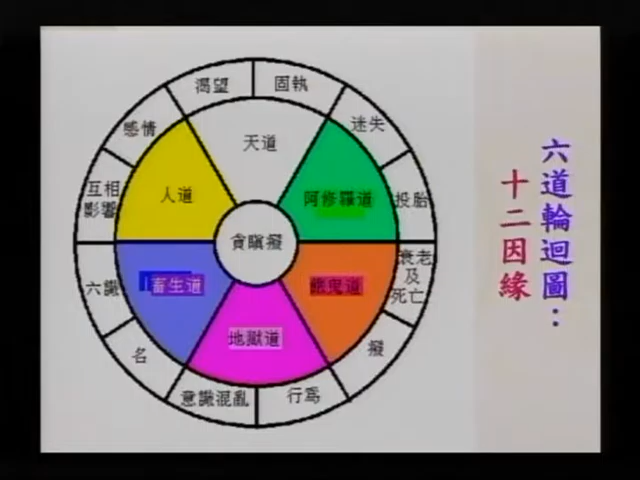 六道輪迴圖：
十二因緣
渴望
固執
感情
迷失
天道
互相
影響
人道
阿修羅道
投胎
貪瞋癡
衰老
及
死亡
六識
畜生道
餓鬼道
地獄道
名
癡
意識混亂
行為